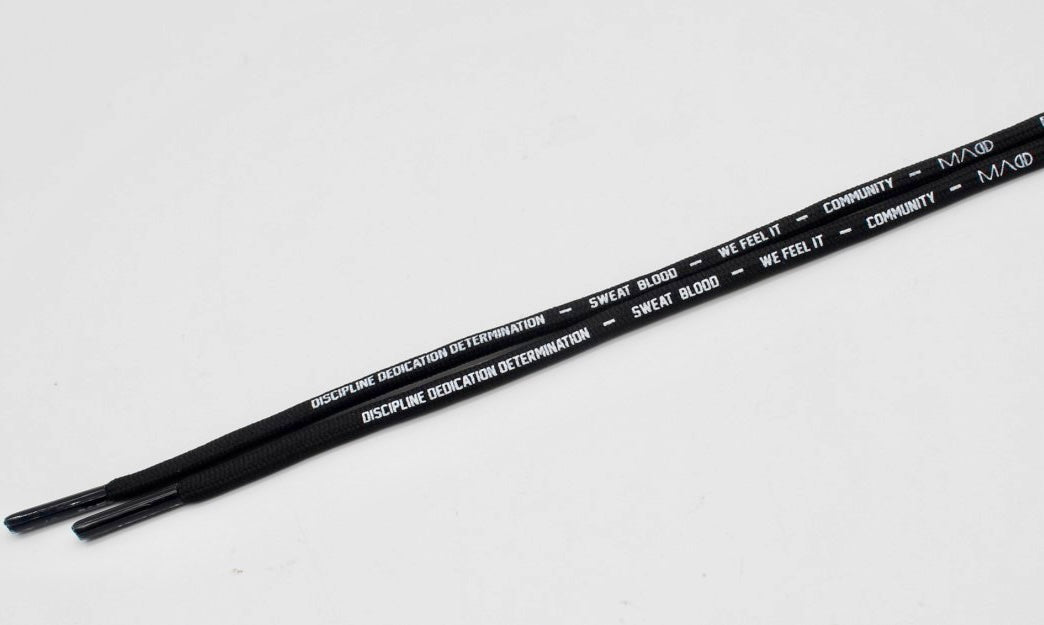 DISCIPLINE DEDICATION DETERMINATION — SWEAT BLOOD — WE FEEL IT — COMMUNITY — MADD
DISCIPLINE DEDICATION DETERMINATION — SWEAT BLOOD — WE FEEL IT — COMMUNITY — MADD